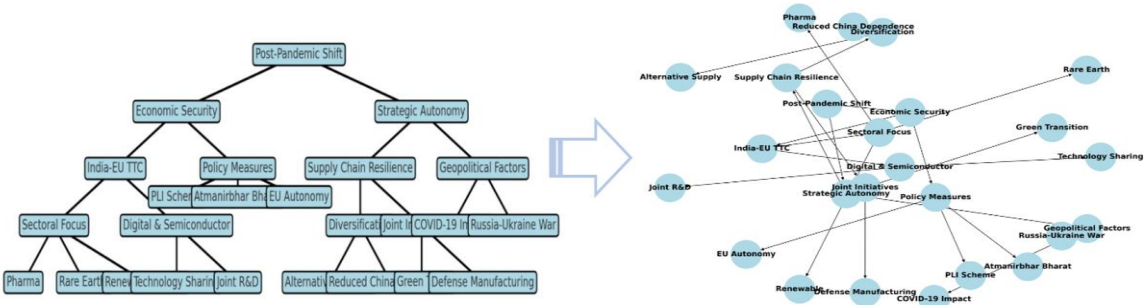 Post-Pandemic Shift
Economic Security
Strategic Autonomy
India-EU TTC
Policy Measures
Supply Chain Resilience
Geopolitical Factors
PLI Schem
Atmanirbhar Bha
EU Autonomy
Sectoral Focus
Digital & Semiconductor
Diversificati
Joint I
COVID-19 Im
Russia-Ukraine War
Pharma
Rare Eart
Renew
Technology Sharin
Joint R&D
Alternativ
Reduced China
Green
Defense Manufacturing
Pharma
Reduced China Dependence
Diversification
Alternative Supply
Supply Chain Resilience
Rare Earth
Post-Pandemic Shift
Economic Security
Sectoral Focus
Green Transition
India-EU TTC
Technology Sharing
Digital & Semiconductor
Joint R&D
Joint Initiatives
Strategic Autonomy
Policy Measures
Geopolitical Factors
Russia-Ukraine War
EU Autonomy
Atmanirbhar Bharat
PLI Scheme
Renewable
Defense Manufacturing
COVID-19 Impact